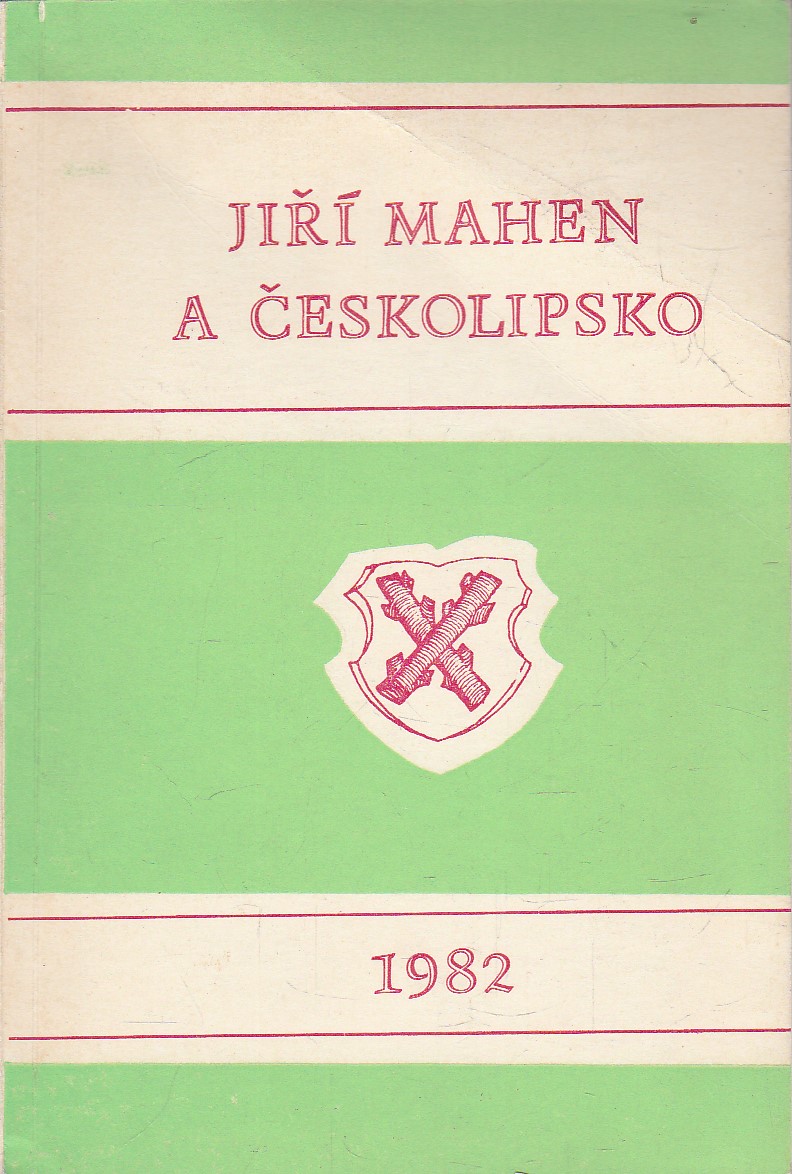 JIŘÍ MAHEN
A ČESKOLIPSKO
1982